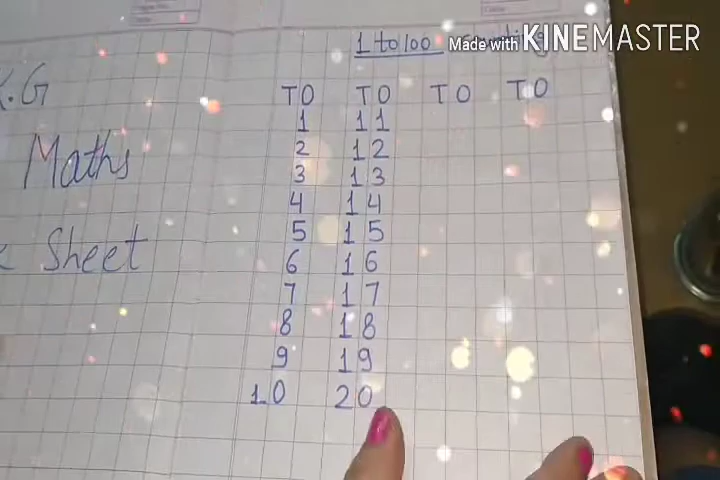 1 to 100
Made with KINEMASTER
K.G
Maths
Sheet
TO TO TO TO
1 11
2 12
3 13
4 14
5 15
6 16
7 17
8 18
9 19
10 20